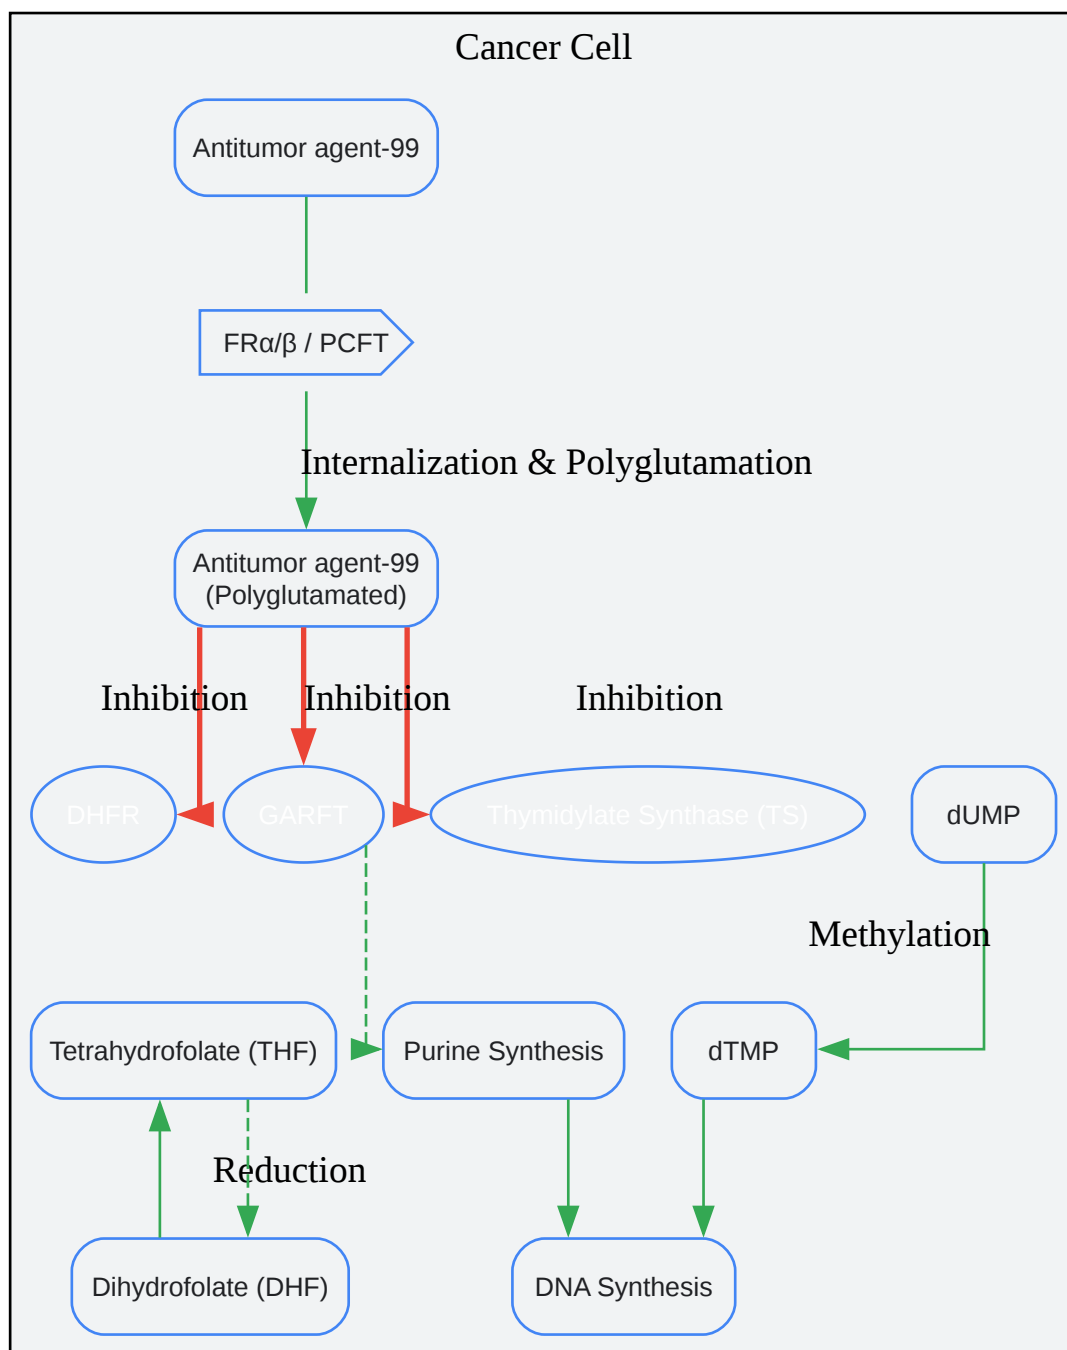 Cancer Cell
Antitumor agent-99
FRα/β / PCFT
Internalization & Polyglutamation
Antitumor agent-99
(Polyglutamated)
Inhibition
Inhibition
Inhibition
DHFR
GARFT
Thymidylate Synthase (TS)
dUMP
Methylation
Tetrahydrofolate (THF)
Purine Synthesis
dTMP
Reduction
Dihydrofolate (DHF)
DNA Synthesis